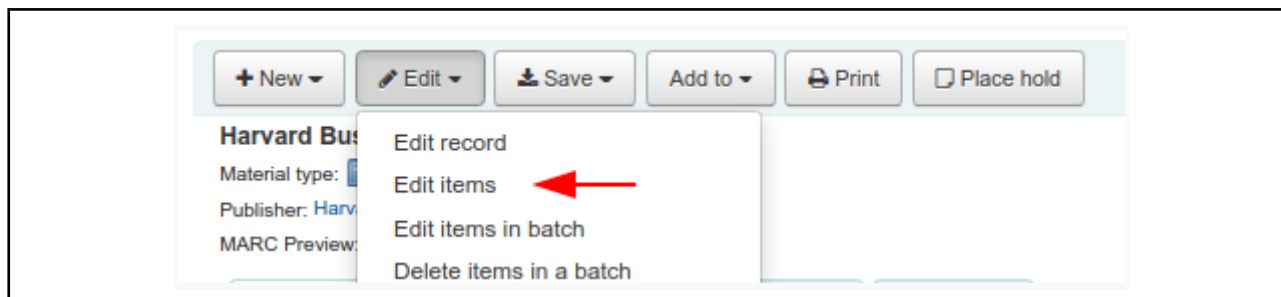 New Edit Save Add to Print Place hold
Harvard Bus
Edit record
Material type:
Edit items
Publisher: Harv
Edit items in batch
MARC Preview:
Delete items in a batch